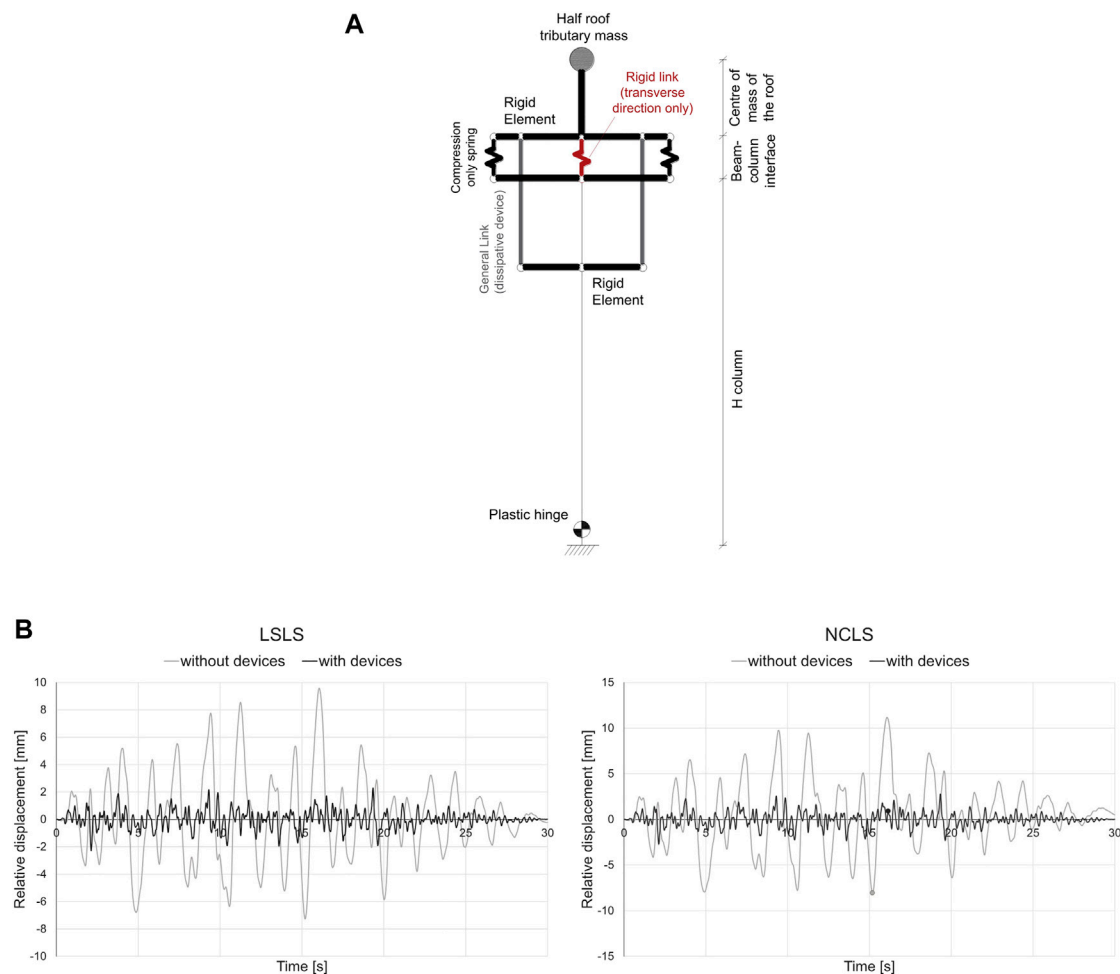 A
Half roof
tributary mass
Rigid link
(transverse
direction only)
Rigid
Element
Centre of
mass of
the roof
Compression
only spring
Beam-
column
interface
General Link
(dissipative device)
Rigid
Element
H column
Plastic hinge
B
LSLS
without devices with devices
Relative displacement [mm]
10
8
6
4
2
0
-2
-4
-6
-8
-10
0 5 10 15 20 25 30
Time [s]
NCLS
without devices with devices
Relative displacement [mm]
15
10
5
0
-5
-10
-15
0 5 10 15 20 25 30
Time [s]